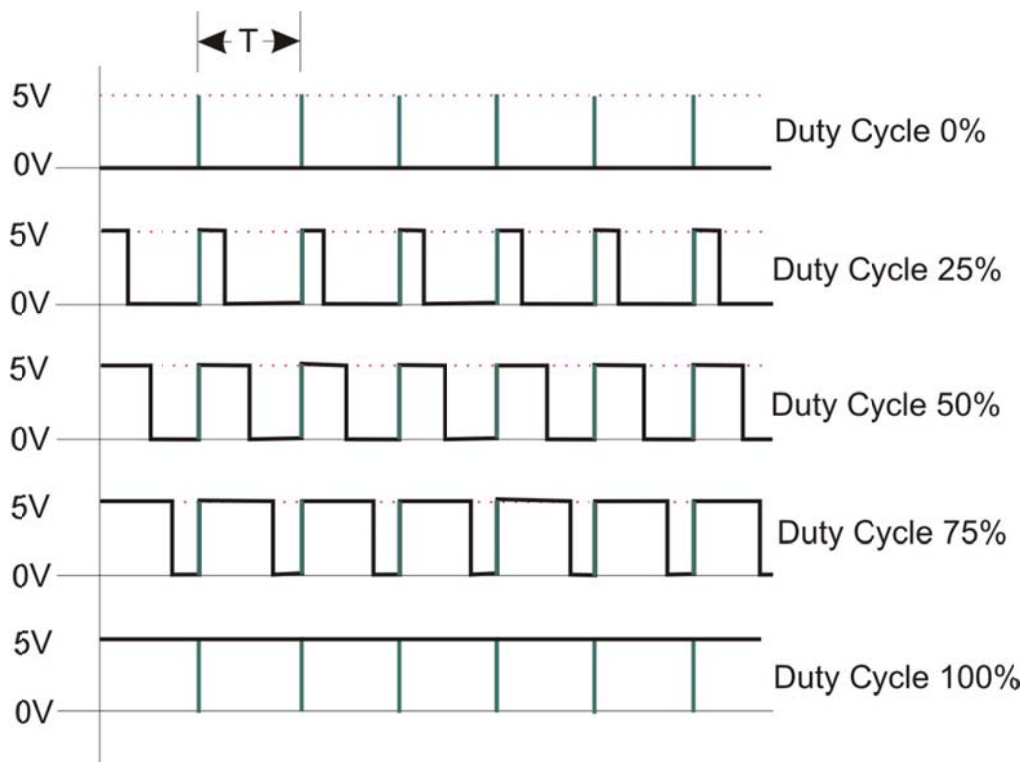 T
5V
0V
Duty Cycle 0%
5V
0V
Duty Cycle 25%
5V
0V
Duty Cycle 50%
5V
0V
Duty Cycle 75%
5V
0V
Duty Cycle 100%